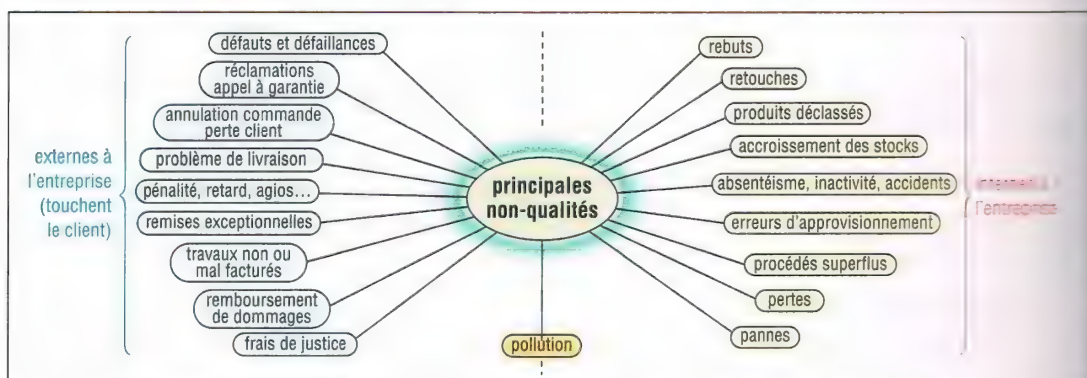 externes à
l'entreprise
(touchent
le client)
défauts et défaillances
réclamations
appel à garantie
annulation commande
perte client
problème de livraison
pénalité, retard, agios...
remises exceptionnelles
travaux non ou
mal facturés
remboursement
de dommages
frais de justice
principales
non-qualités
pollution
rebuts
retouches
produits déclassés
accroissement des stocks
absentéisme, inactivité, accidents
erreurs d'approvisionnement
procédés superflus
pertes
pannes
l'entreprise